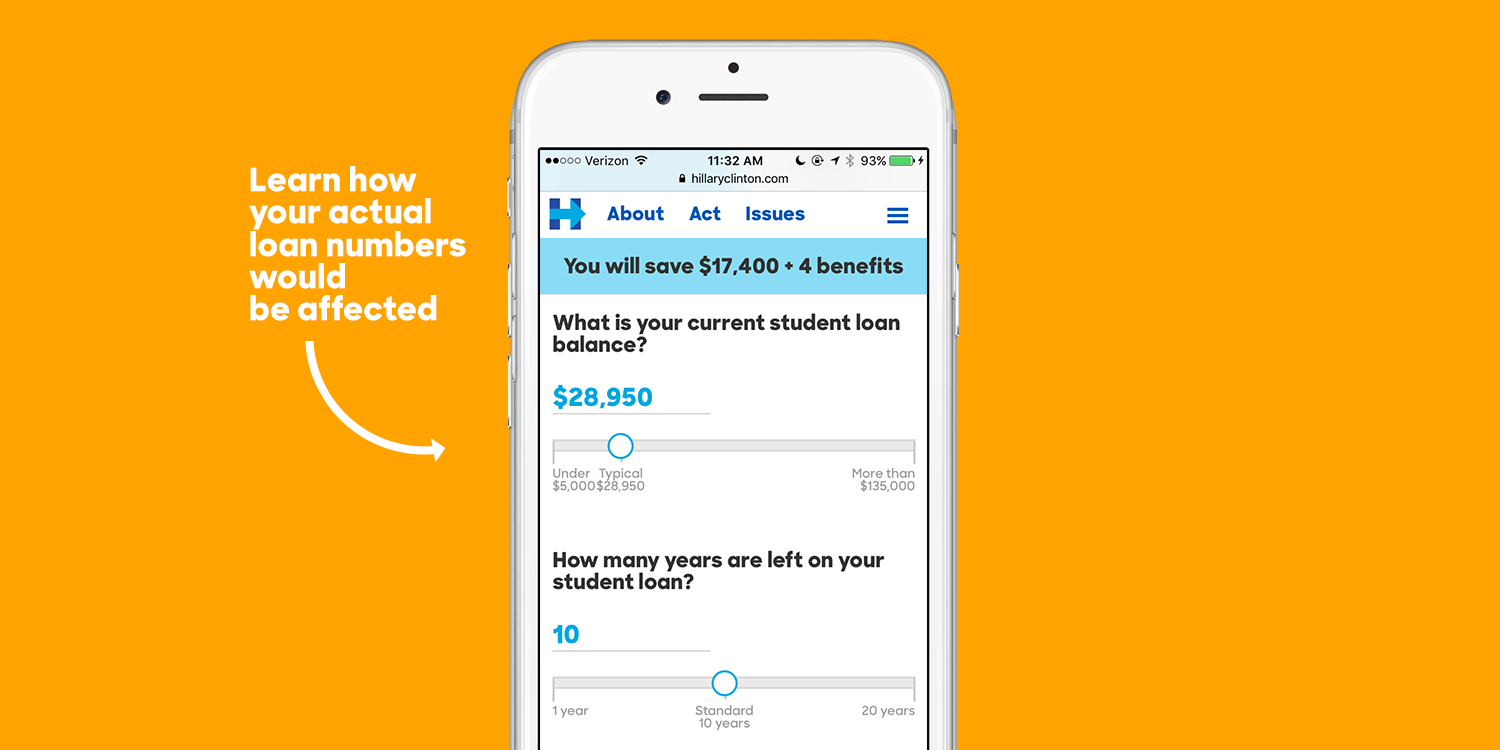 Learn how
your actual
loan numbers
would
be affected
Verizon 11:32 AM 93%
hillaryclinton.com
H About Act Issues
You will save $17,400 + 4 benefits
What is your current student loan
balance?
$28,950
Under Typical More than
$5,000 $28,950 $135,000
How many years are left on your
student loan?
10
1 year Standard 20 years
10 years